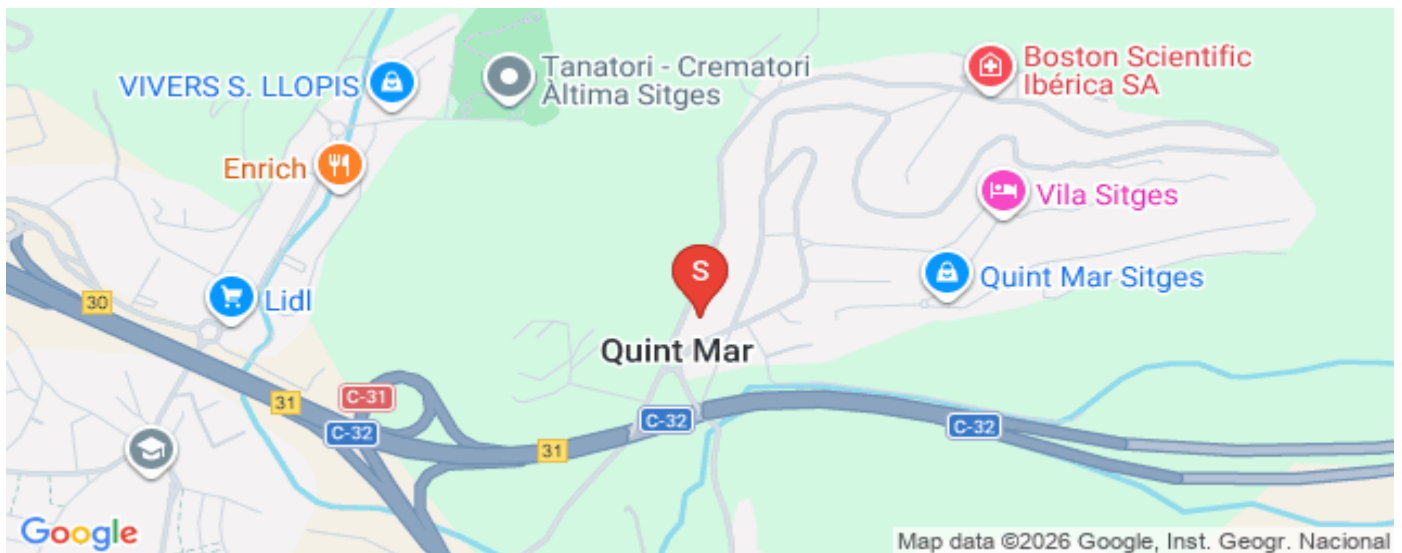 VIVERS S. LLOPIS
Tanatori - Crematori
Àltima Sitges
Boston Scientific
Ibérica SA
Enrich
Vila Sitges
S
Quint Mar Sitges
30
Lidl
Quint Mar
C-31
31
C-32
C-32
C-32
31
Google
Map data ©2026 Google, Inst. Geogr. Nacional